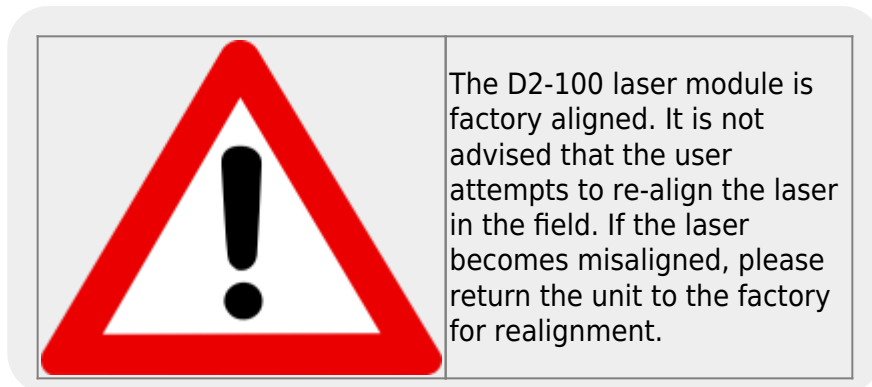 The D2-100 laser module is
factory aligned. It is not
advised that the user
attempts to re-align the laser
in the field. If the laser
becomes misaligned, please
return the unit to the factory
for realignment.